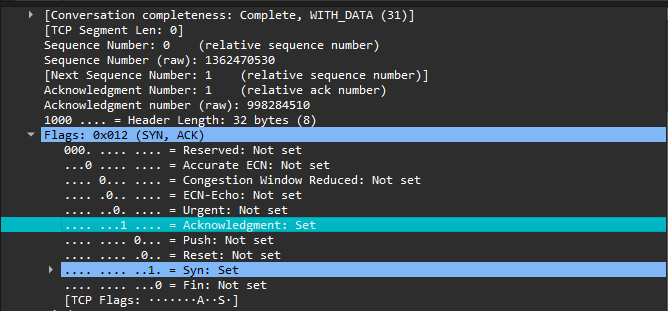 [Conversation completeness: Complete, WITH_DATA (31)]
[TCP Segment Len: 0]
Sequence Number: 0    (relative sequence number)
Sequence Number (raw): 1362470530
[Next Sequence Number: 1    (relative sequence number)]
Acknowledgment Number: 1    (relative ack number)
Acknowledgment number (raw): 998284510
1000 .... = Header Length: 32 bytes (8)
Flags: 0x012 (SYN, ACK)
000. .... .... = Reserved: Not set
...0 .... .... = Accurate ECN: Not set
.... 0... .... = Congestion Window Reduced: Not set
.... .0.. .... = ECN-Echo: Not set
.... ..0. .... = Urgent: Not set
.... ...1 .... = Acknowledgment: Set
.... .... 0... = Push: Not set
.... .... .0.. = Reset: Not set
.... .... ..1. = Syn: Set
.... .... ...0 = Fin: Not set
[TCP Flags: ·······A··S·]